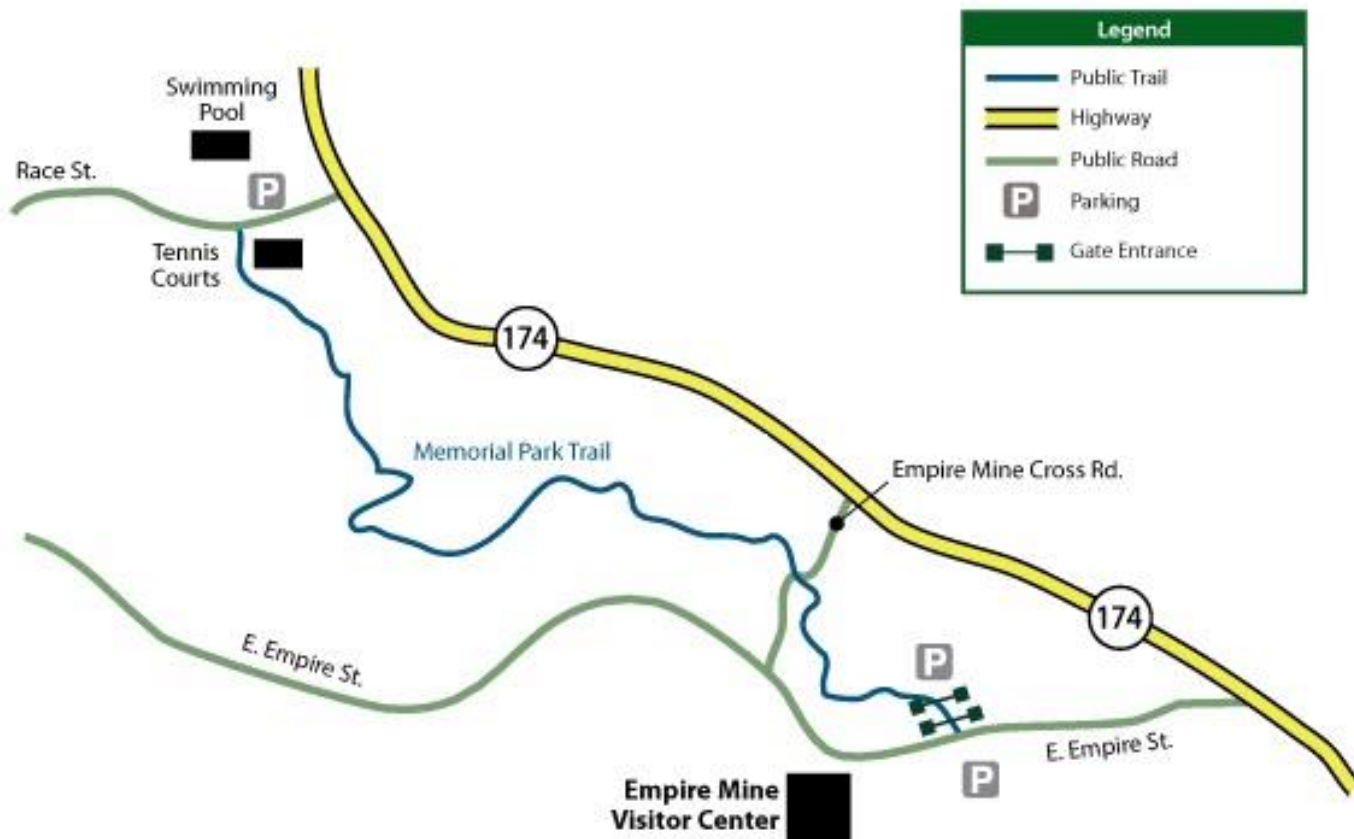 Legend
Public Trail
Highway
Public Road
P
Parking
Gate Entrance
Swimming
Pool
Race St.
P
Tennis
Courts
174
Memorial Park Trail
Empire Mine Cross Rd.
174
E. Empire St.
P
E. Empire St.
P
Empire Mine
Visitor Center